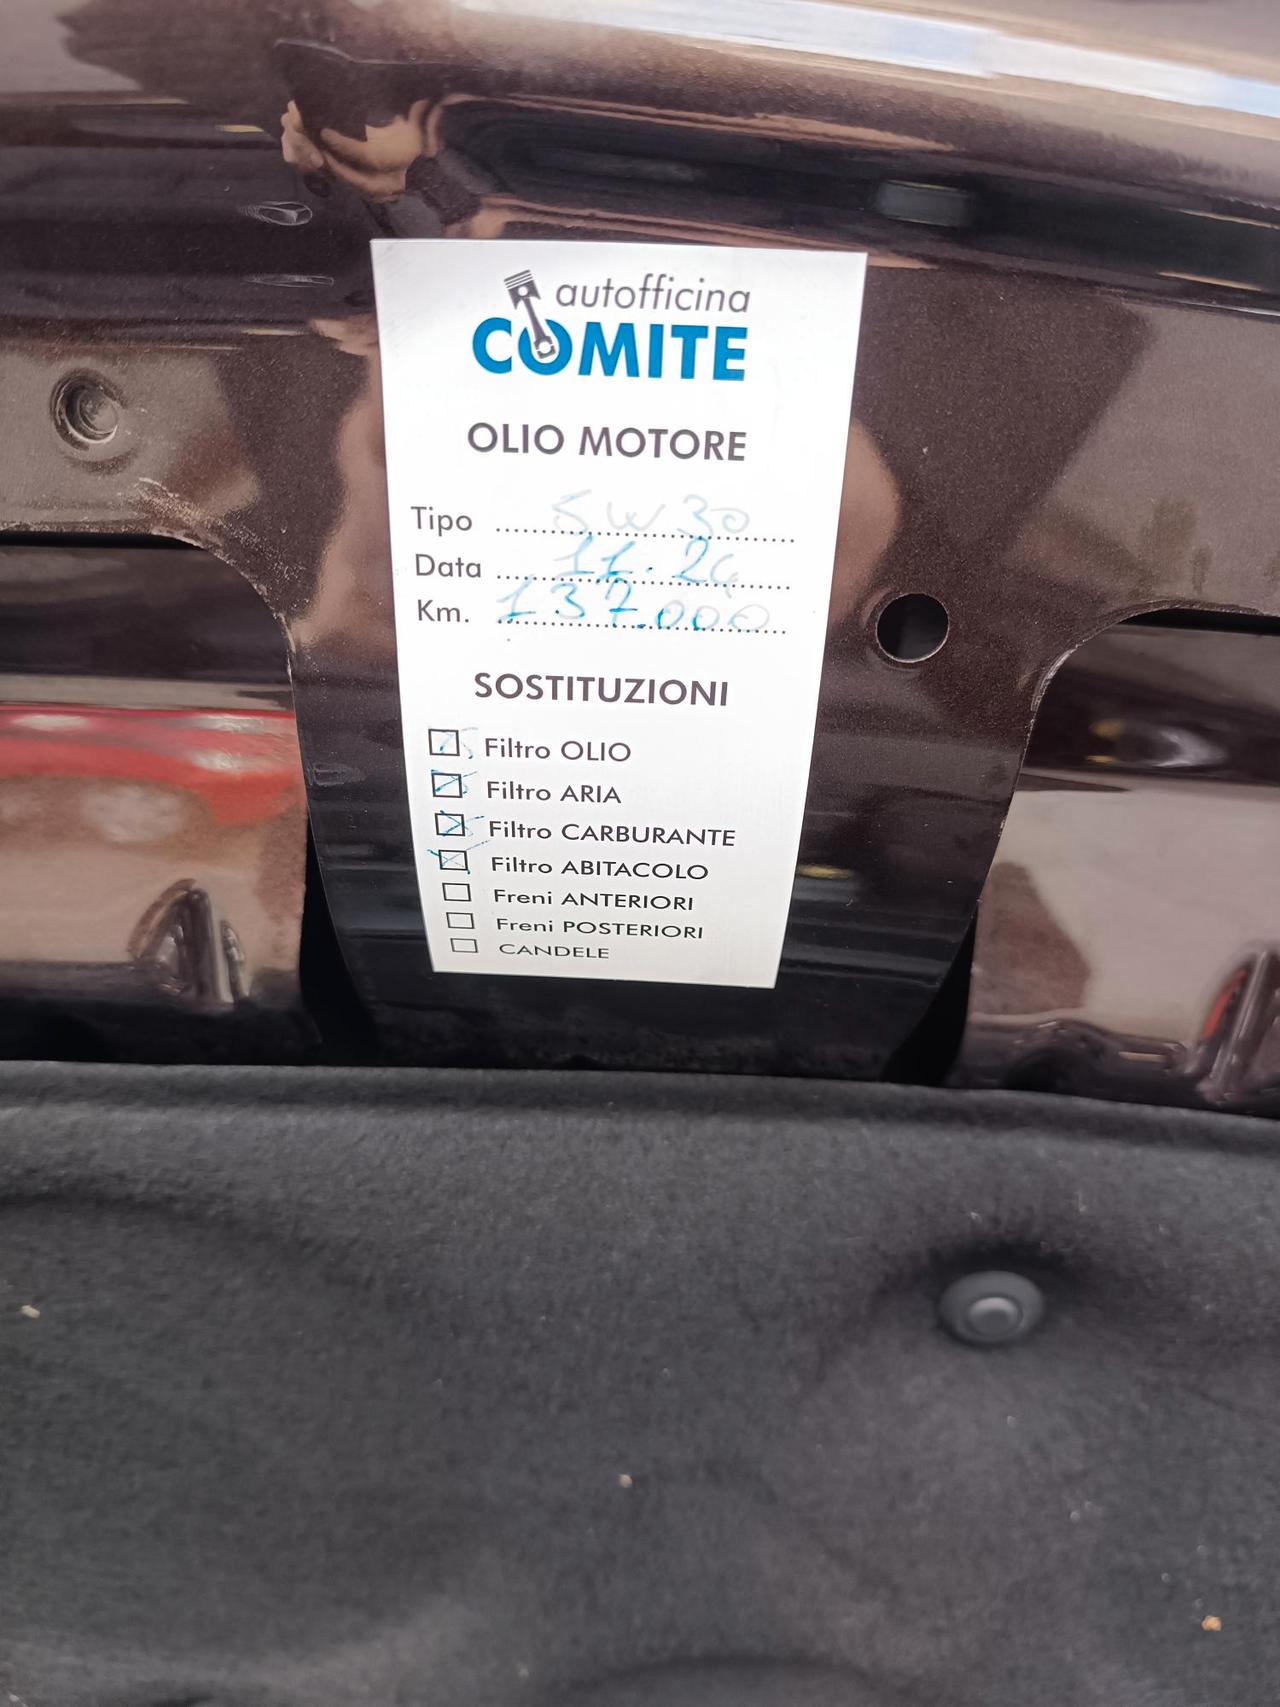 autofficina
COMITE
OLIO MOTORE
Tipo 5W30
Data 11.24
Km. 137.000
SOSTITUZIONI
Filtro OLIO
Filtro ARIA
Filtro CARBURANTE
Filtro ABITACOLO
Freni ANTERIORI
Freni POSTERIORI
CANDELE